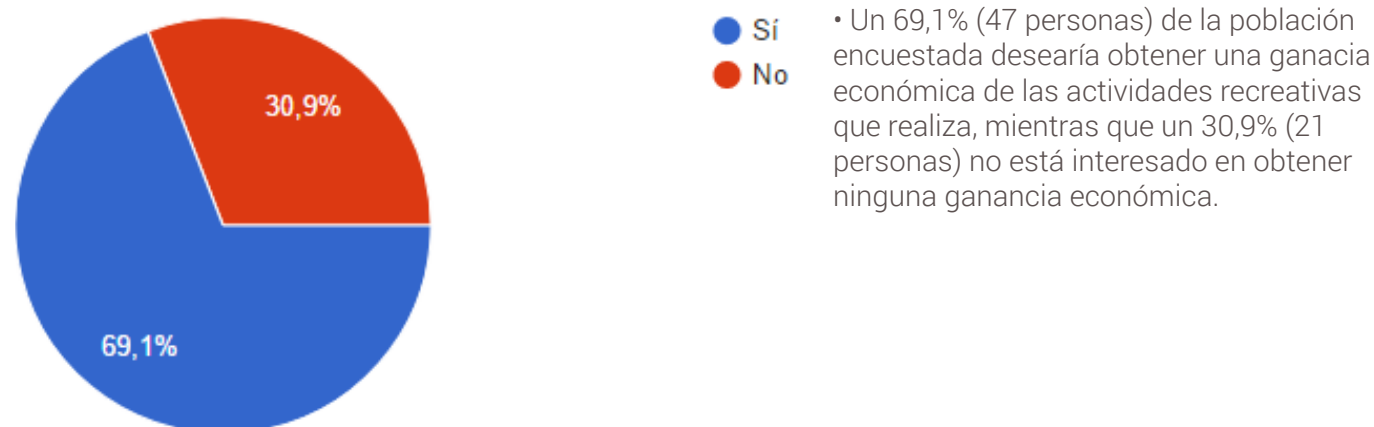 30,9%
69,1%
Sí
No
• Un 69,1% (47 personas) de la población
encuestada desearía obtener una ganacia
económica de las actividades recreativas
que realiza, mientras que un 30,9% (21
personas) no está interesado en obtener
ninguna ganancia económica.